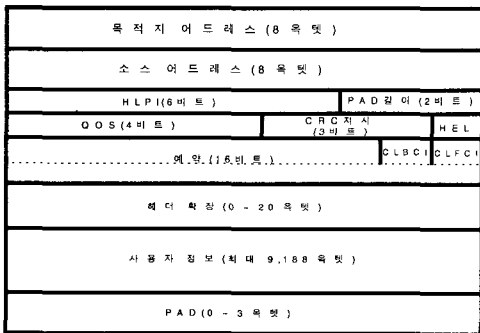 목적지 어드레스(8 옥텟)
소스 어드레스(8 옥텟)
HLPI(6비트) PAD길이(2비트)
QOS(4비트) CRC지시 (3비트) HEL
예약(16비트) CLBCI CLFCI
헤더 확장(0 - 20 옥텟)
사용자 정보(최대 9,188 옥텟)
PAD(0 - 3 옥텟)